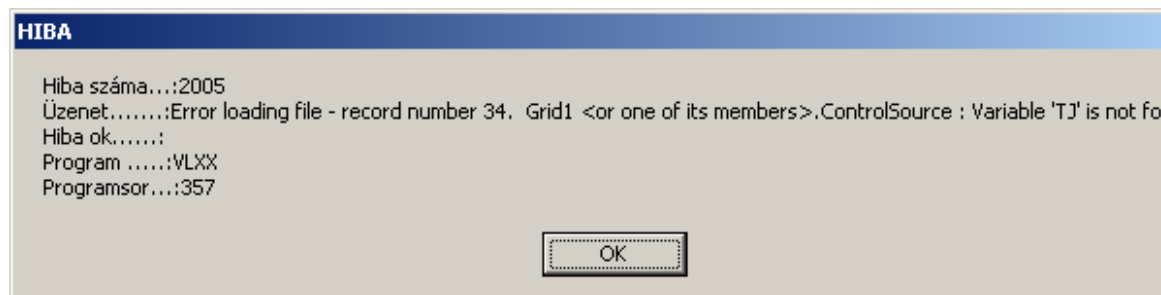 HIBA
Hiba száma...:2005
Üzenet.......:Error loading file - record number 34.  Grid1 <or one of its members>.ControlSource : Variable 'TJ' is not fo
Hiba ok......:
Program .....:VLXX
Programsor...:357
OK